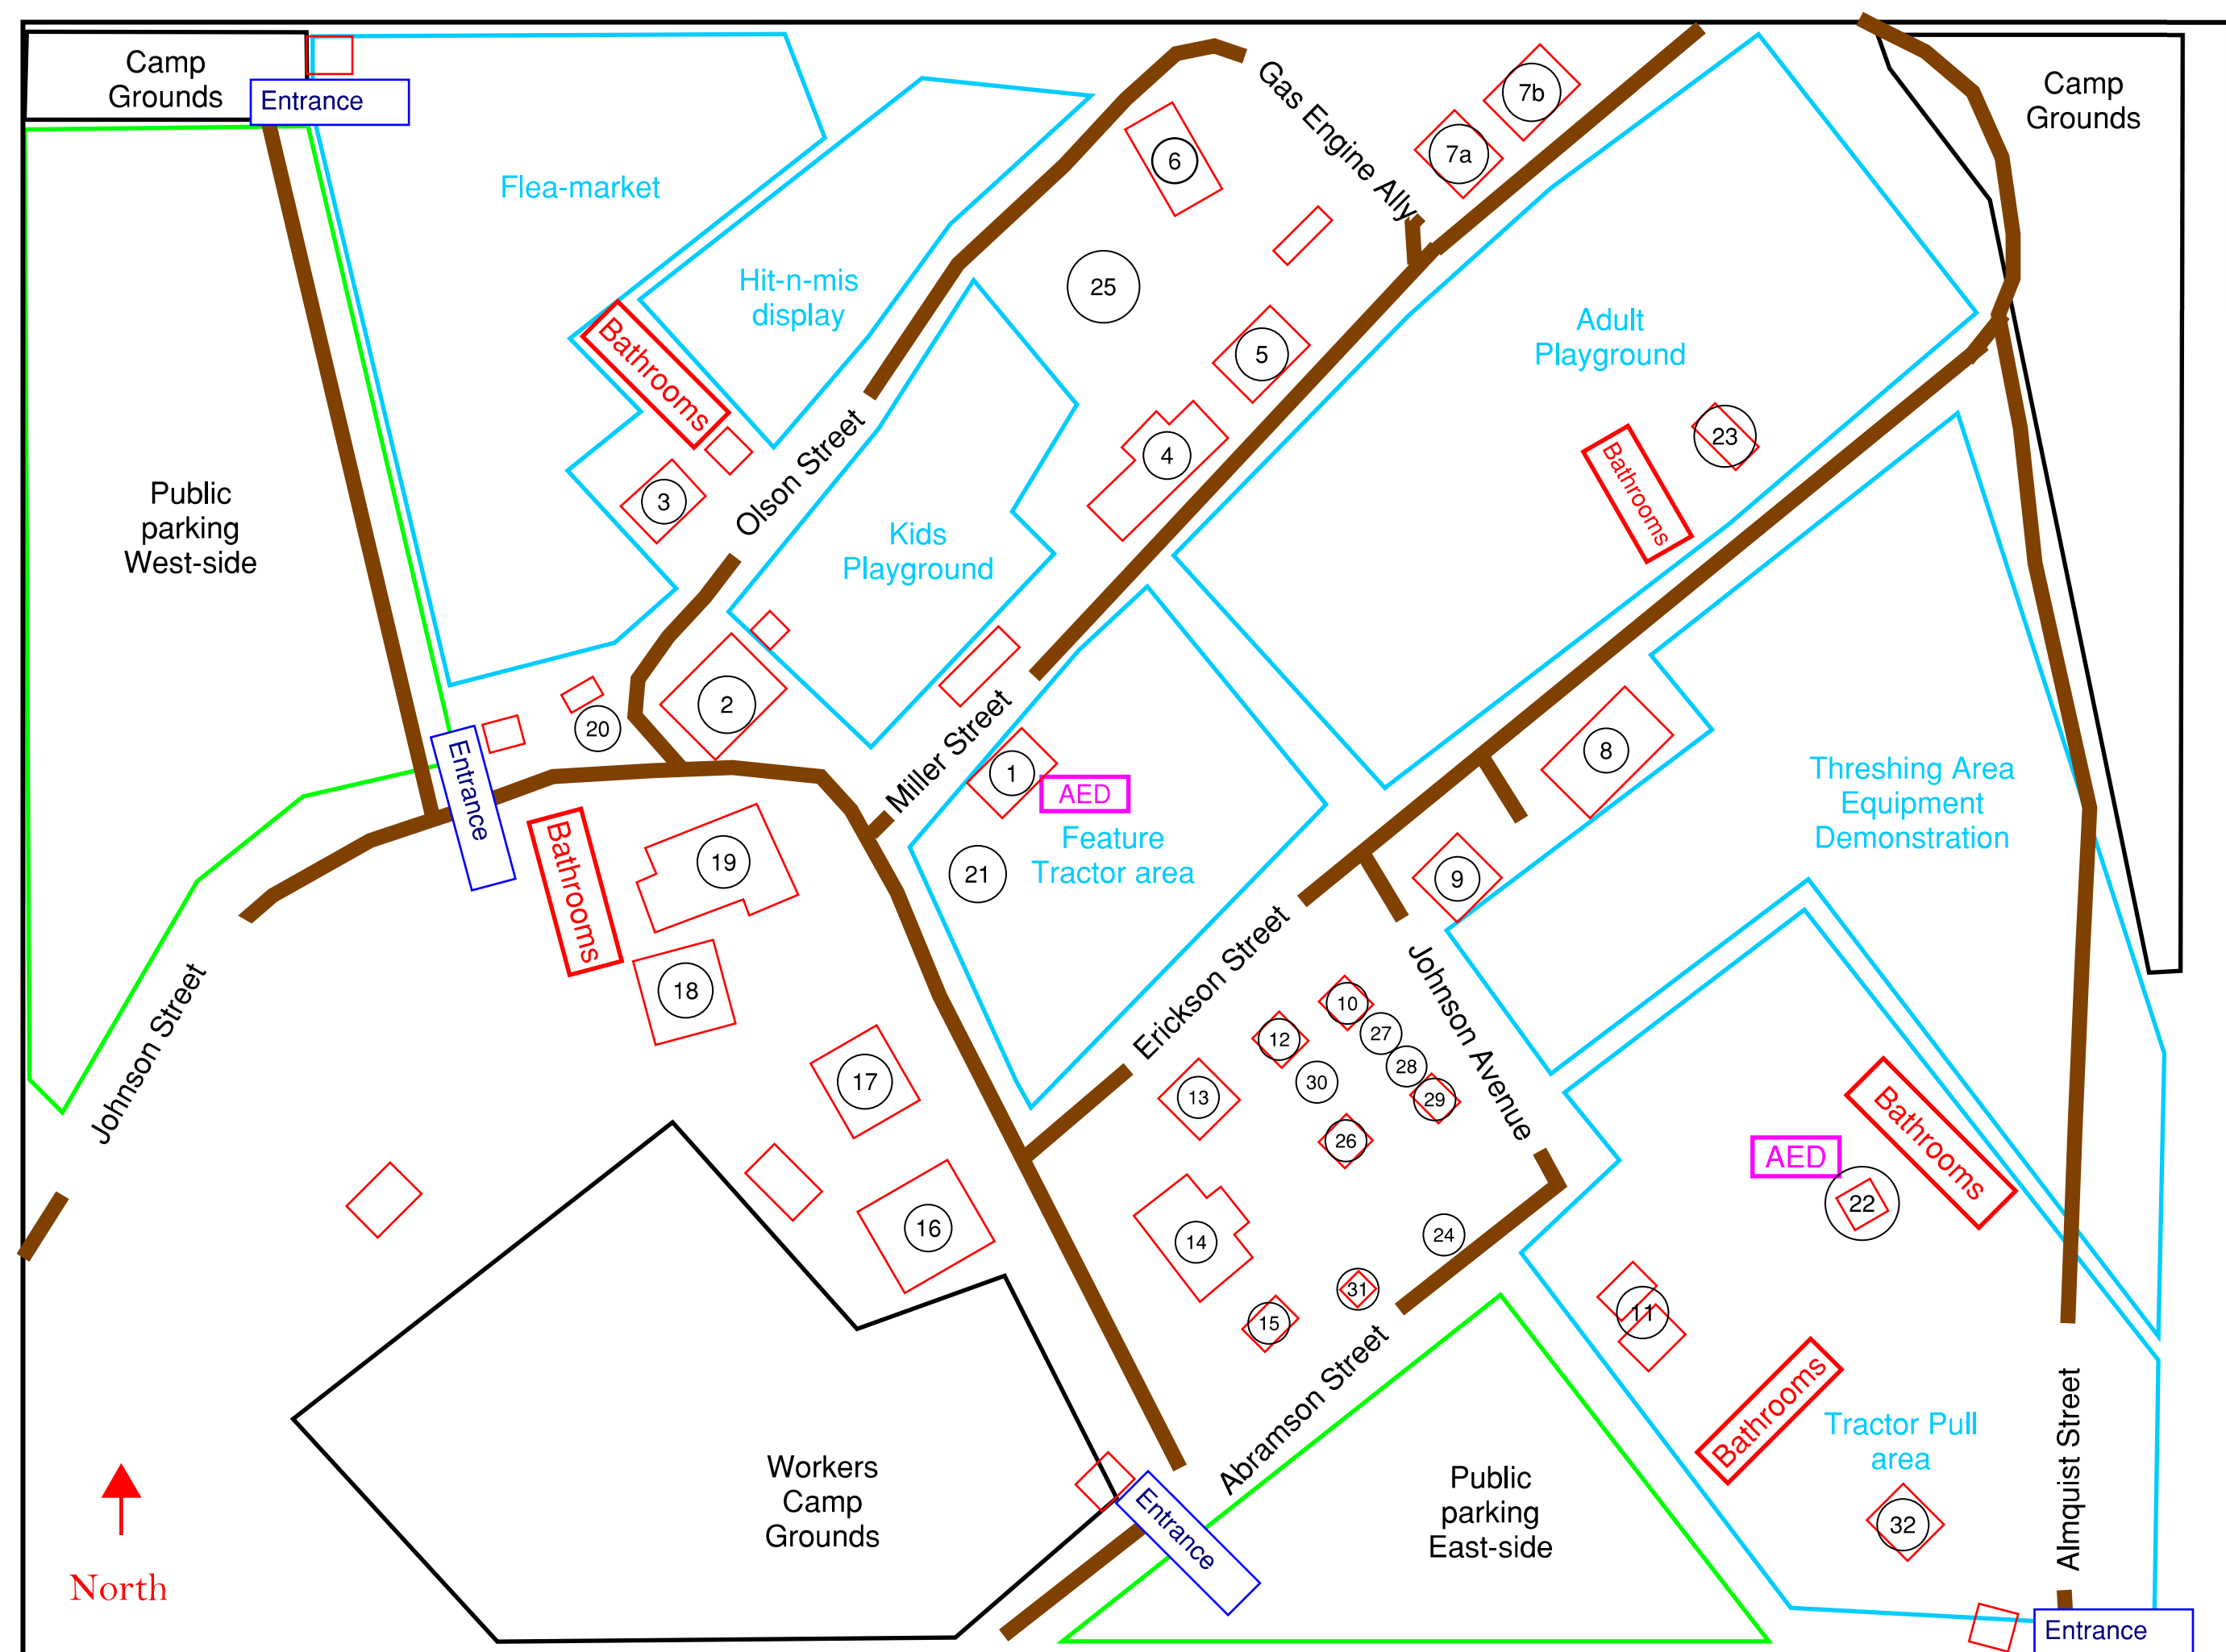 Camp
Grounds
Entrance
Flea-market
Gas Engine Ally
7b
7a
6
Camp
Grounds
Hit-n-mis
display
25
Bathrooms
Adult
Playground
5
4
23
Bathrooms
Public
parking
West-side
3
Olson Street
Kids
Playground
2
20
Entrance
Miller Street
1
AED
Feature
Tractor area
21
8
9
Threshing Area
Equipment
Demonstration
Bathrooms
19
18
Johnson Street
Erickson Street
Johnson Avenue
10
12
27
28
29
30
13
26
17
16
14
24
31
15
AED
22
Bathrooms
11
Bathrooms
Tractor Pull
area
32
Almquist Street
Abramson Street
Workers
Camp
Grounds
Entrance
Public
parking
East-side
North
Entrance